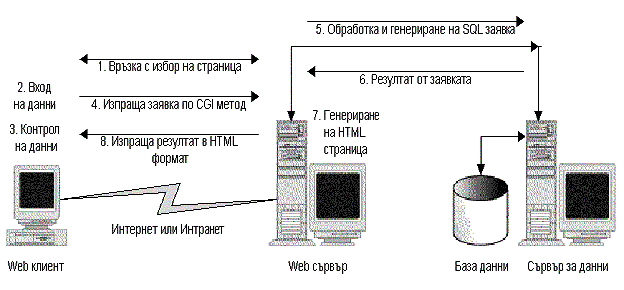 5. Обработка и генериране на SQL заявка
1. Връзка с избор на страница
6. Резултат от заявката
2. Вход
на данни
4. Изпраща заявка по CGI метод
3. Контрол
на данни
8. Изпраща резултат в HTML
формат
7. Генериране
на HTML
страница
Интернет или Интранет
Web клиент
Web сървър
База данни
Сървър за данни